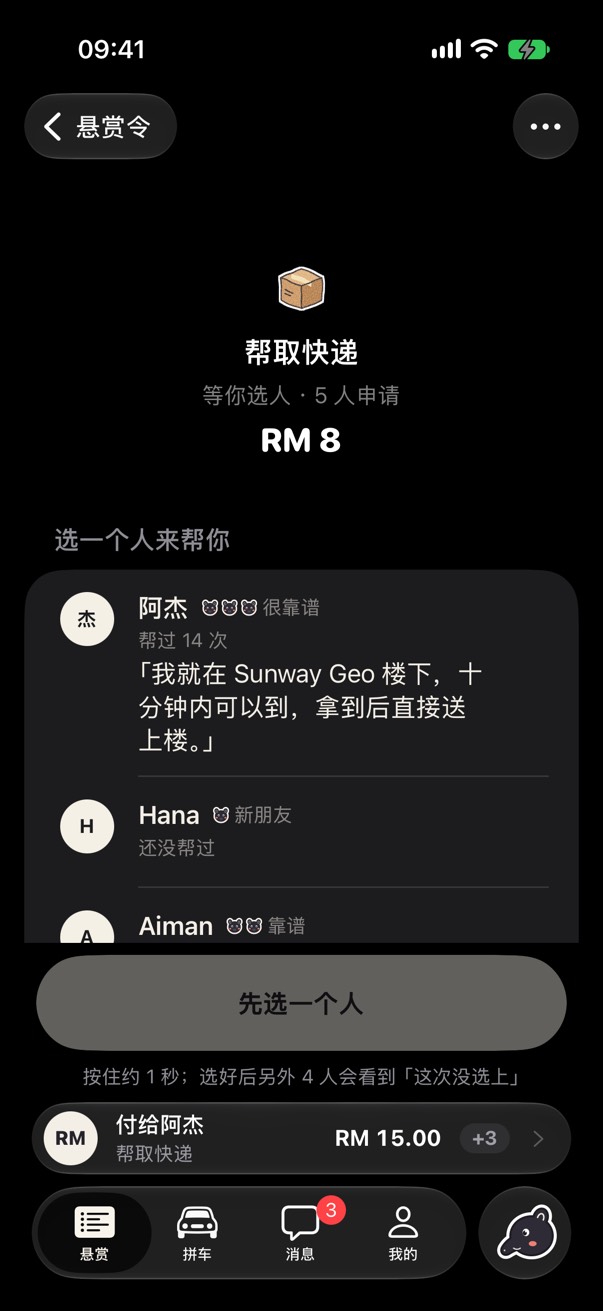 09:41
悬赏令
帮取快递
等你选人 · 5 人申请
RM 8
选一个人来帮你
杰
阿杰 很靠谱
帮过 14 次
「我就在 Sunway Geo 楼下，十
分钟内可以到，拿到后直接送
上楼。」
H
Hana 新朋友
还没帮过
A
Aiman 靠谱
先选一个人
按住约 1 秒；选好后另外 4 人会看到「这次没选上」
RM
付给阿杰
帮取快递
RM 15.00
+3
悬赏
拼车
消息
3
我的